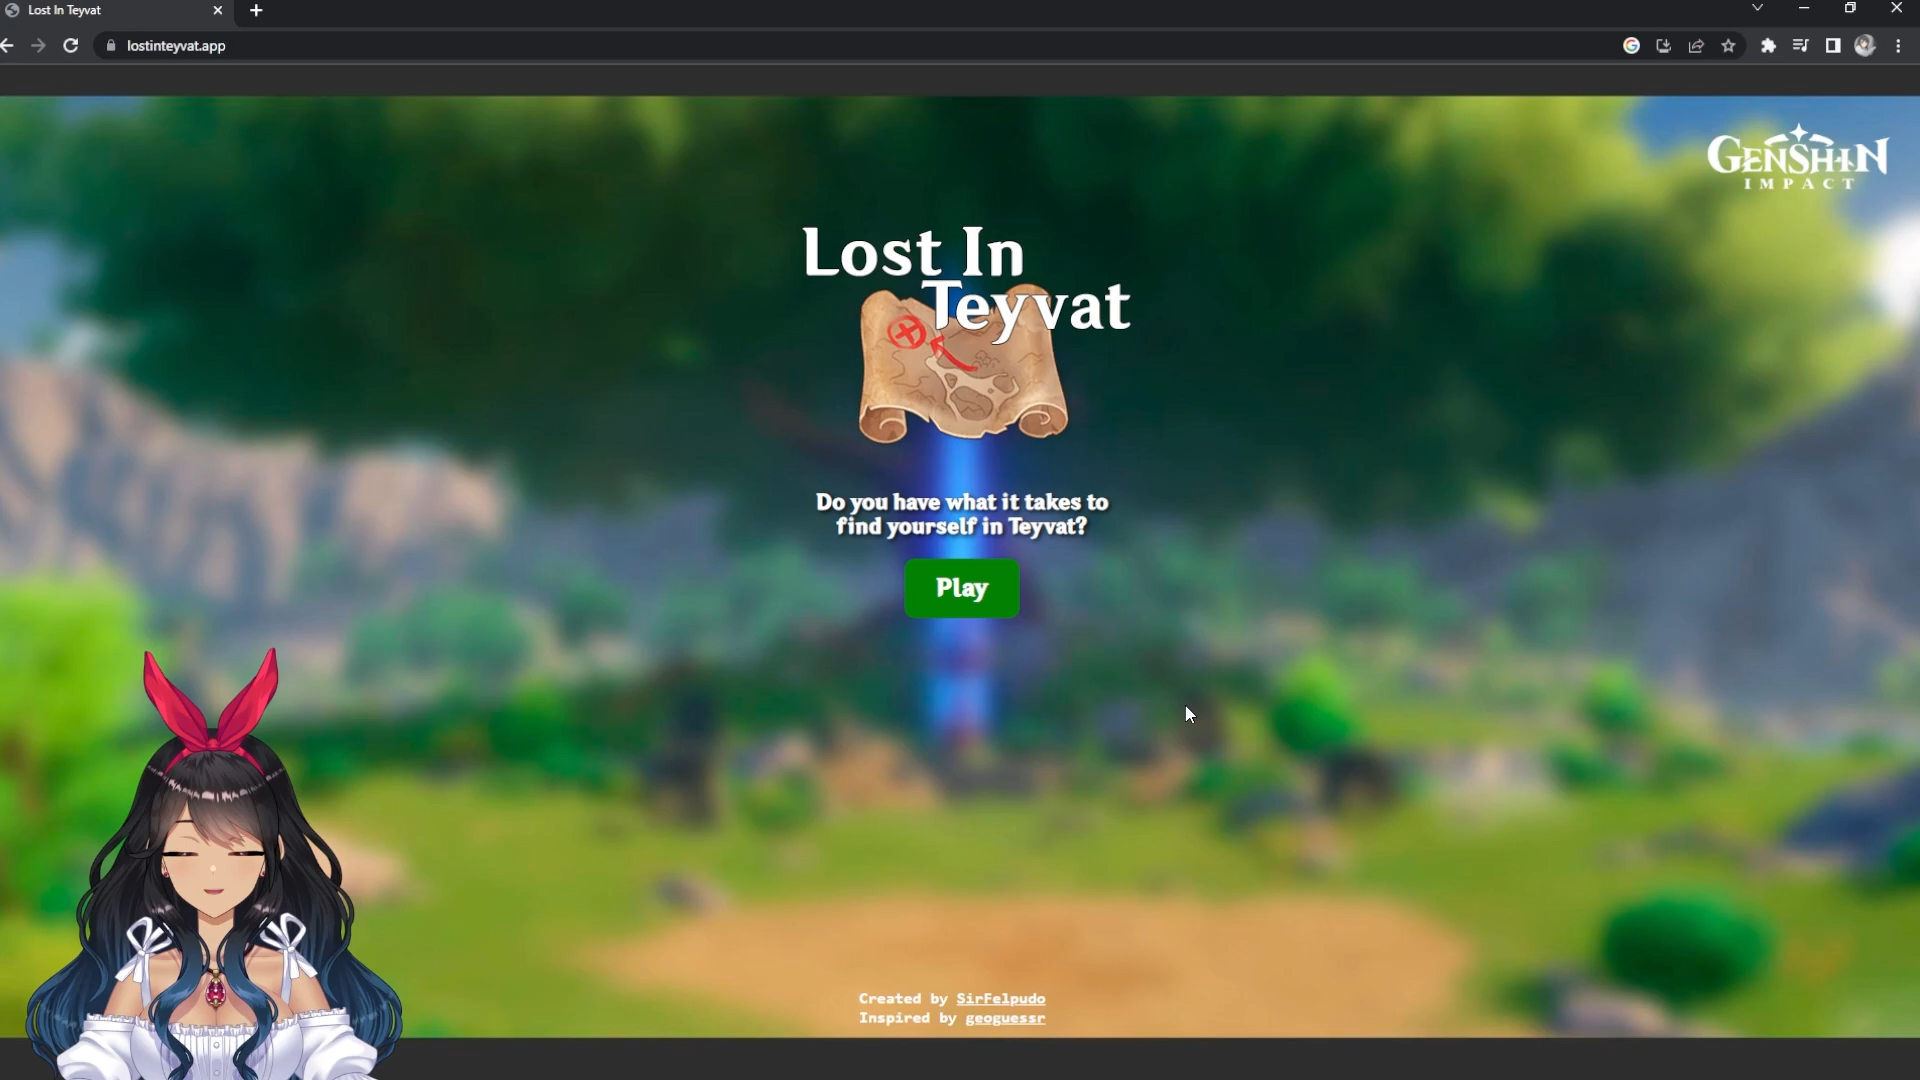 Lost In Teyvat
lostinteyvat.app
GENSHIN
IMPACT
Lost In
Teyvat
Do you have what it takes to
find yourself in Teyvat?
Play
Created by SirFelpudo
Inspired by geoguessr